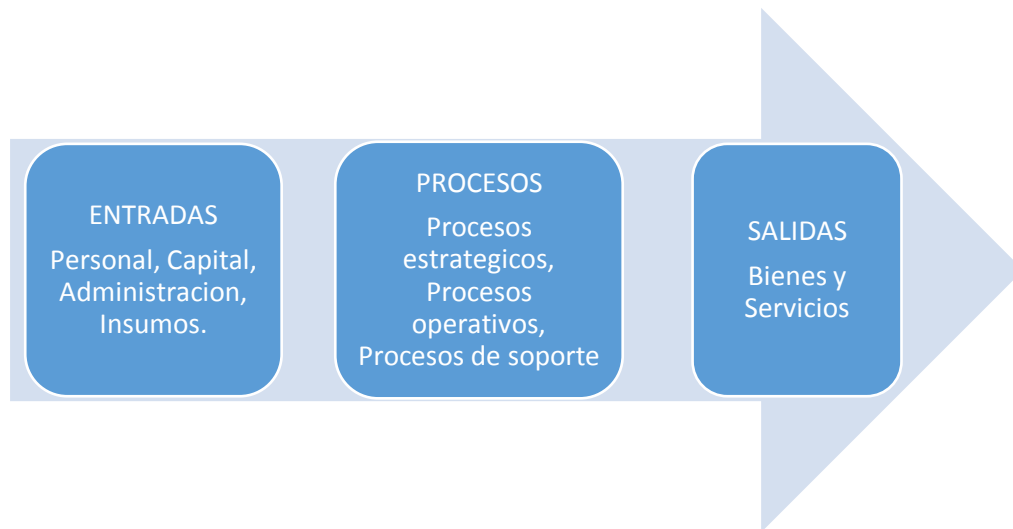 ENTRADAS
Personal, Capital,
Administracion,
Insumos.
PROCESOS
Procesos
estrategicos,
Procesos
operativos,
Procesos de soporte
SALIDAS
Bienes y
Servicios